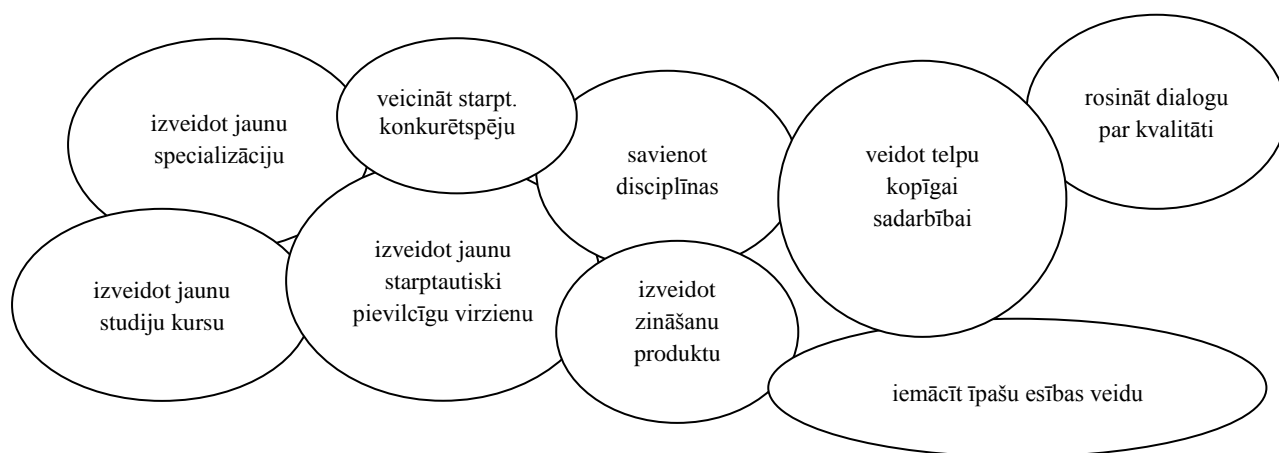 izveidot jaunu
specializāciju
veicināt starpt.
konkurētspēju
savienot
disciplīnas
veidot telpu
kopīgai
sadarbībai
rosināt dialogu
par kvalitāti
izveidot jaunu
studiju kursu
izveidot jaunu
starptautiski
pievilcīgu virzienu
izveidot
zināšanu
produktu
iemācīt īpašu esības veidu